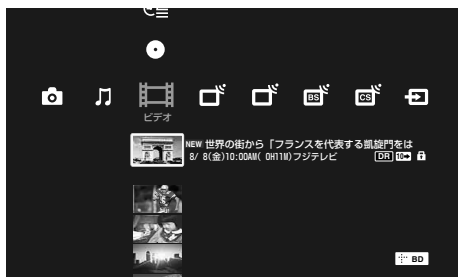 BS
CS
ビデオ
NEW 世界の街から「フランスを代表する凱旋門をは
8/ 8(金)10:00AM( 0H11M)フジテレビ DR 10
BD